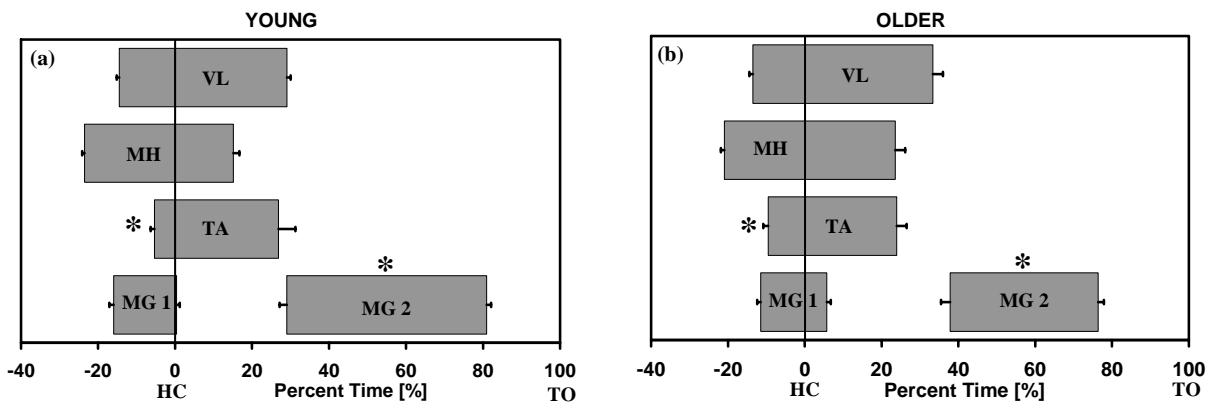 YOUNG
(a)
VL
MH
* TA
*
MG 1 MG 2
-40 -20 0 20 40 60 80 100
HC Percent Time [%] TO
OLDER
(b)
VL
MH
* TA
*
MG 1 MG 2
-40 -20 0 20 40 60 80 100
HC Percent Time [%] TO